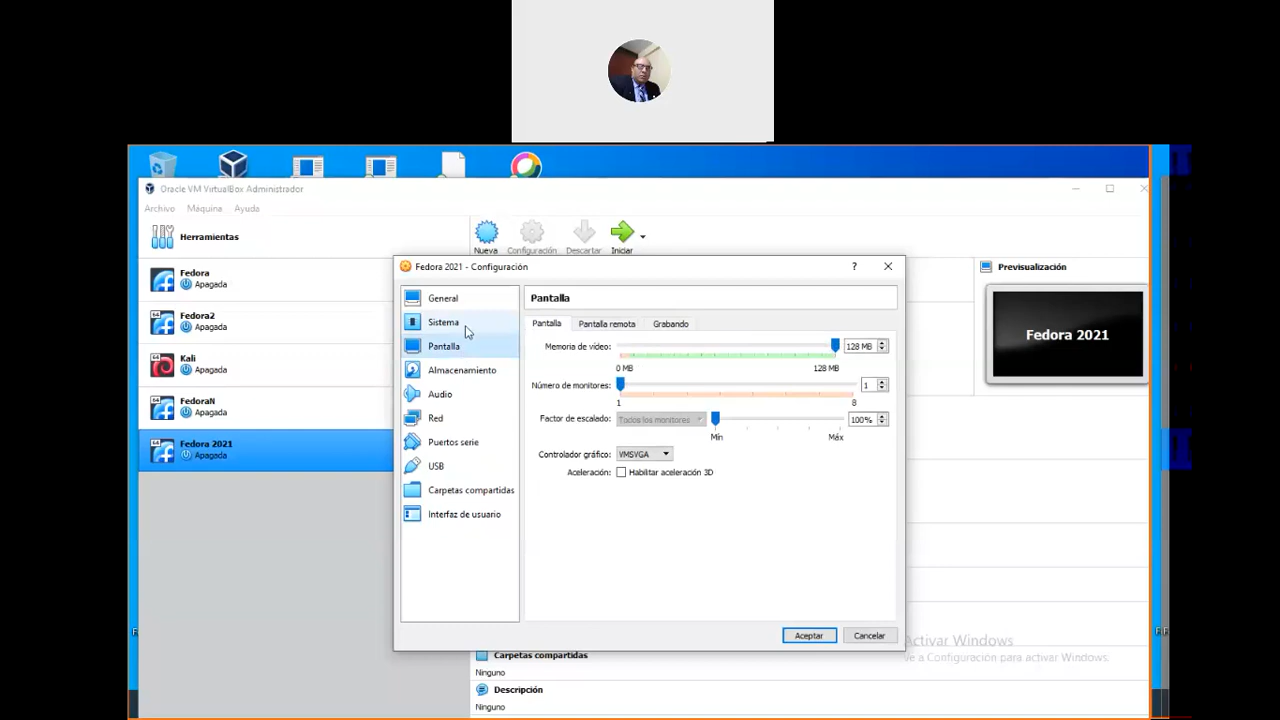 Oracle VM VirtualBox Administrador
Archivo Máquina Ayuda
Herramientas
Nueva Configuración Descartar Iniciar
Fedora
Apagada
Fedora2
Apagada
Kali
Apagada
FedoraN
Apagada
Fedora 2021
Apagada
Fedora 2021 - Configuración
?
General
Sistema
Pantalla
Almacenamiento
Audio
Red
Puertos serie
USB
Carpetas compartidas
Interfaz de usuario
Pantalla
Pantalla Pantalla remota Grabando
Memoria de vídeo: 128 MB
0 MB 128 MB
Número de monitores: 1
1 8
Factor de escalado: Todos los monitores 100%
Mín Máx
Controlador gráfico: VMSVGA
Aceleración: Habilitar aceleración 3D
Aceptar Cancelar
Previsualización
Fedora 2021
Activar Windows
Ve a Configuración para activar Windows.
Carpetas compartidas
Ninguno
Descripción
Ninguno